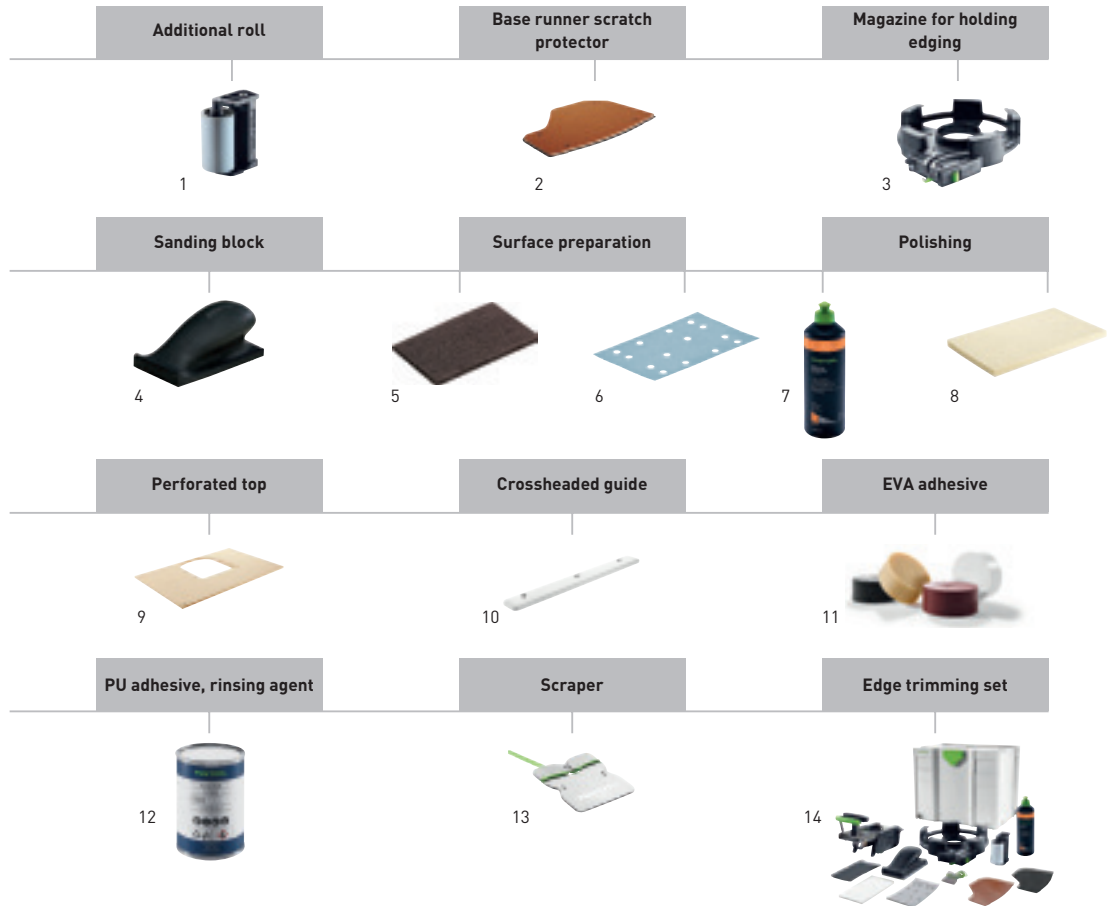 Additional roll
Base runner scratch
protector
Magazine for holding
edging
1
2
3
Sanding block
Surface preparation
Polishing
4
5
6
7
8
Perforated top
Crossheaded guide
EVA adhesive
9
10
11
PU adhesive, rinsing agent
Scraper
Edge trimming set
12
13
14